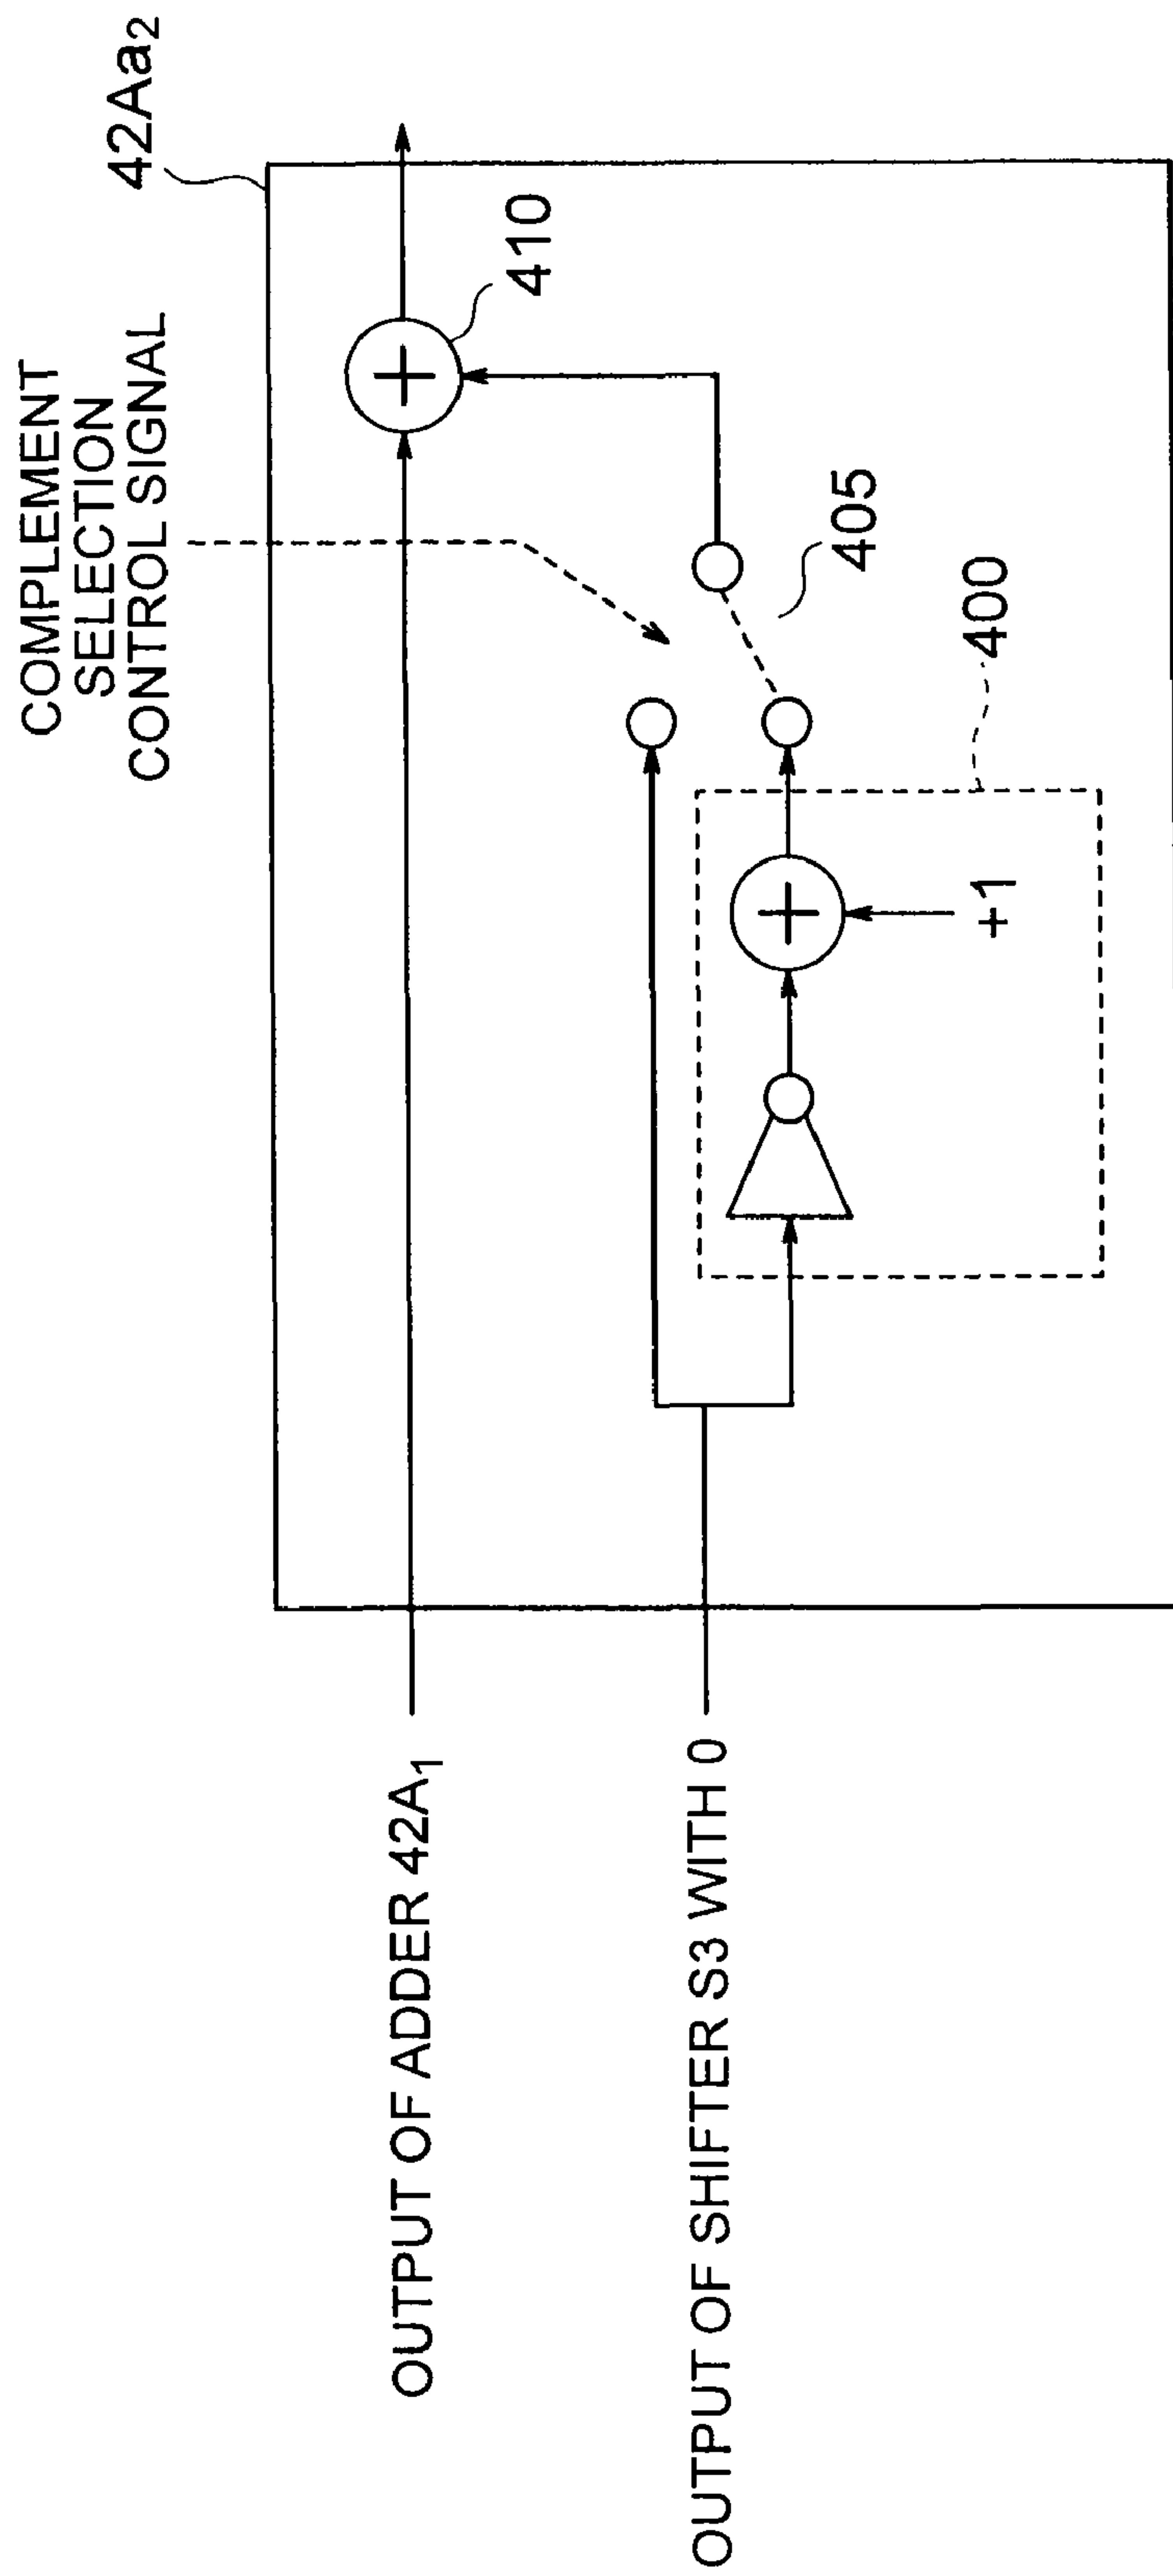 COMPLEMENT
SELECTION
CONTROL SIGNAL
42Aa₂
410
405
400
+
+
+1
OUTPUT OF ADDER 42A₁
OUTPUT OF SHIFTER S3 WITH 0